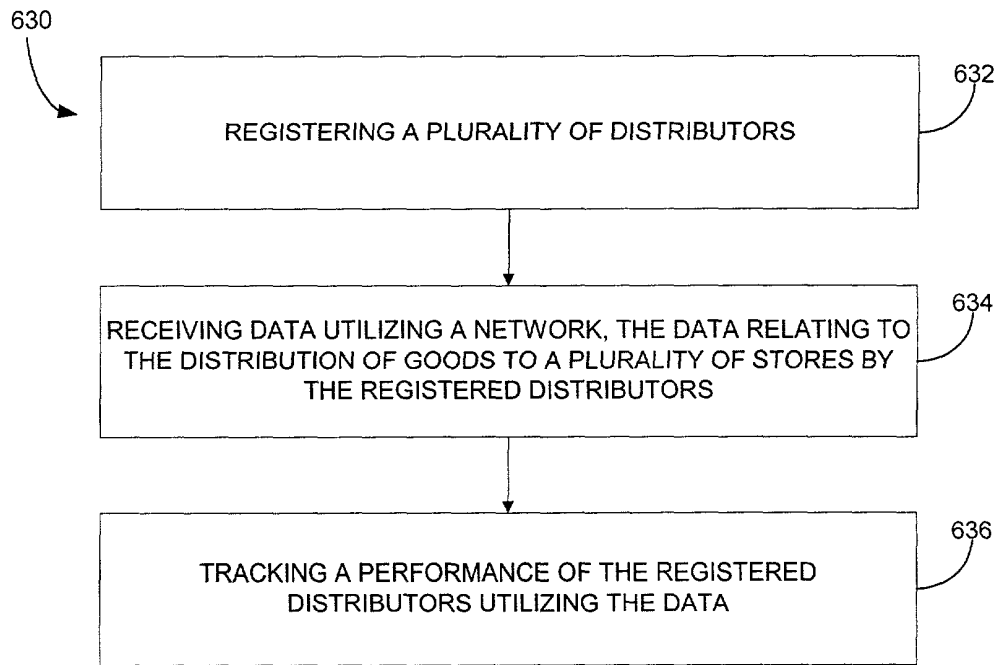 630
632
REGISTERING A PLURALITY OF DISTRIBUTORS
634
RECEIVING DATA UTILIZING A NETWORK, THE DATA RELATING TO
THE DISTRIBUTION OF GOODS TO A PLURALITY OF STORES BY
THE REGISTERED DISTRIBUTORS
636
TRACKING A PERFORMANCE OF THE REGISTERED
DISTRIBUTORS UTILIZING THE DATA